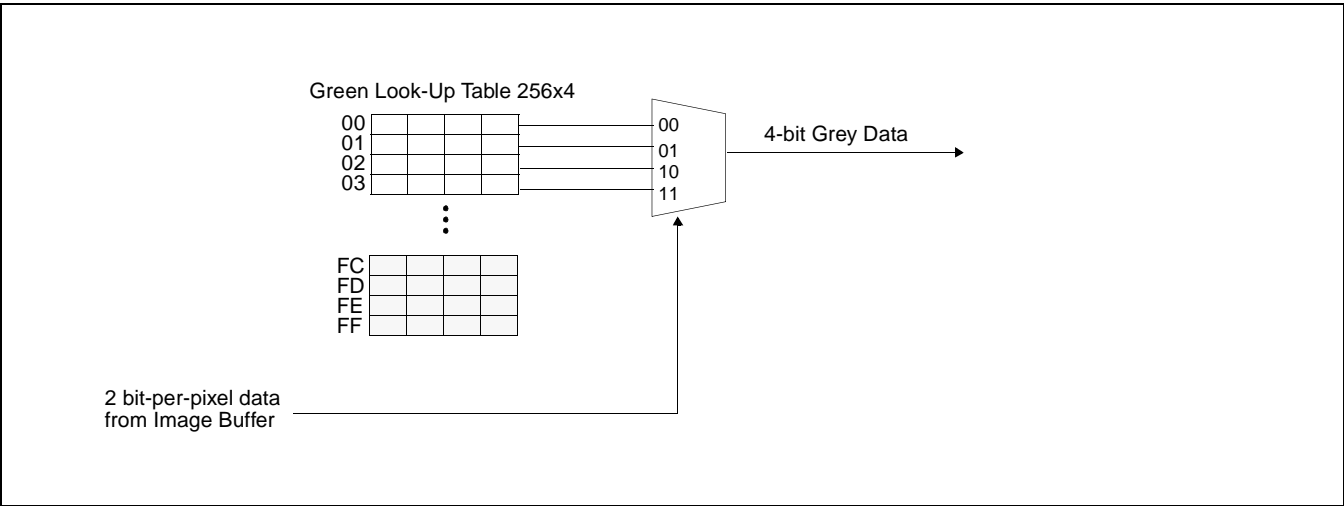 Green Look-Up Table 256x4
00
01
02
03
00
01
10
11
4-bit Grey Data
FC
FD
FE
FF
2 bit-per-pixel data
from Image Buffer